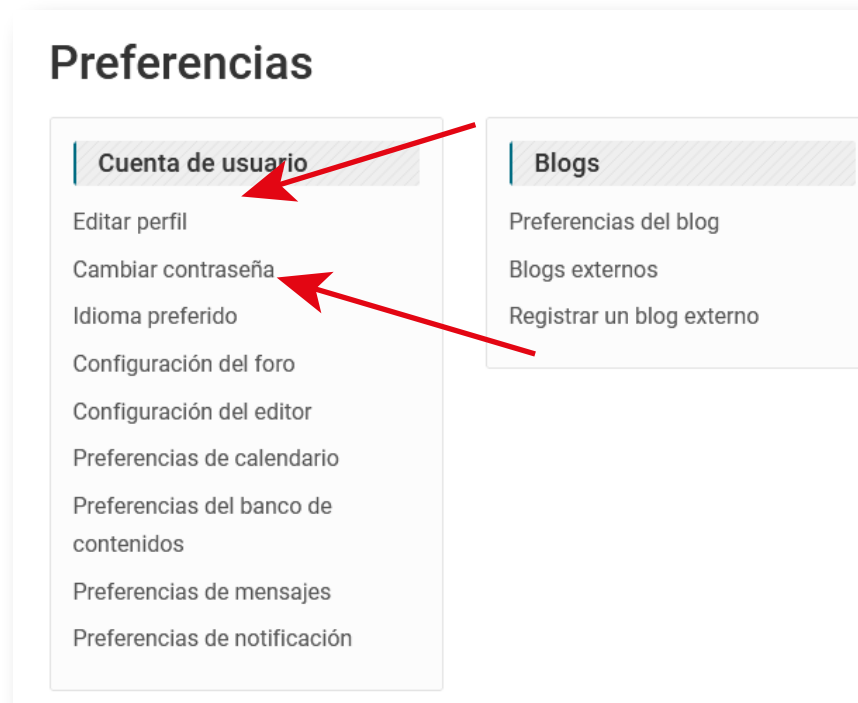 Preferencias
Cuenta de usuario
Editar perfil
Cambiar contraseña
Idioma preferido
Configuración del foro
Configuración del editor
Preferencias de calendario
Preferencias del banco de
contenidos
Preferencias de mensajes
Preferencias de notificación
Blogs
Preferencias del blog
Blogs externos
Registrar un blog externo